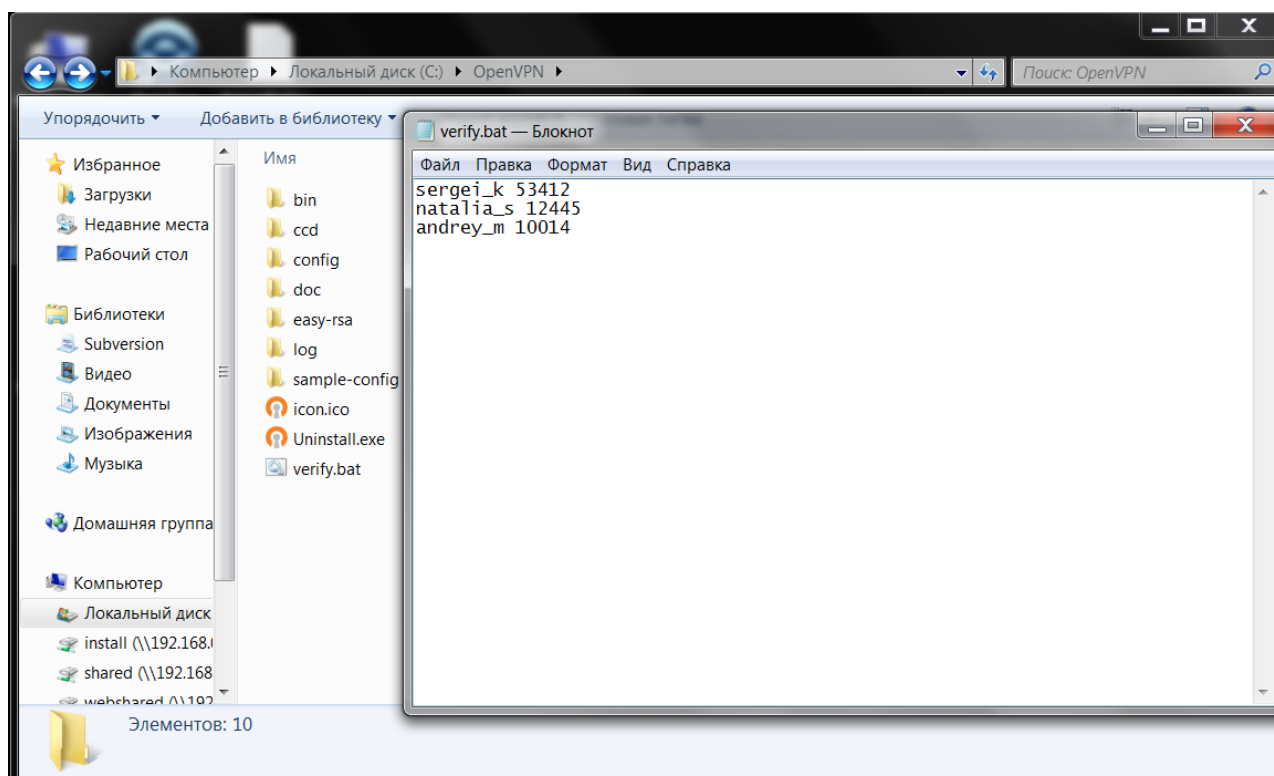 Компьютер Локальный диск (C:) OpenVPN
Поиск: OpenVPN
Упорядочить
Добавить в библиотеку
Избранное
Загрузки
Недавние места
Рабочий стол
Библиотеки
Subversion
Видео
Документы
Изображения
Музыка
Домашняя группа
Компьютер
Локальный диск
install (\\192.168.
shared (\\192.168
webshared (\\192
Имя
bin
ccd
config
doc
easy-rsa
log
sample-config
icon.ico
Uninstall.exe
verify.bat
verify.bat — Блокнот
Файл Правка Формат Вид Справка
sergei_k 53412
natalia_s 12445
andrey_m 10014
Элементов: 10